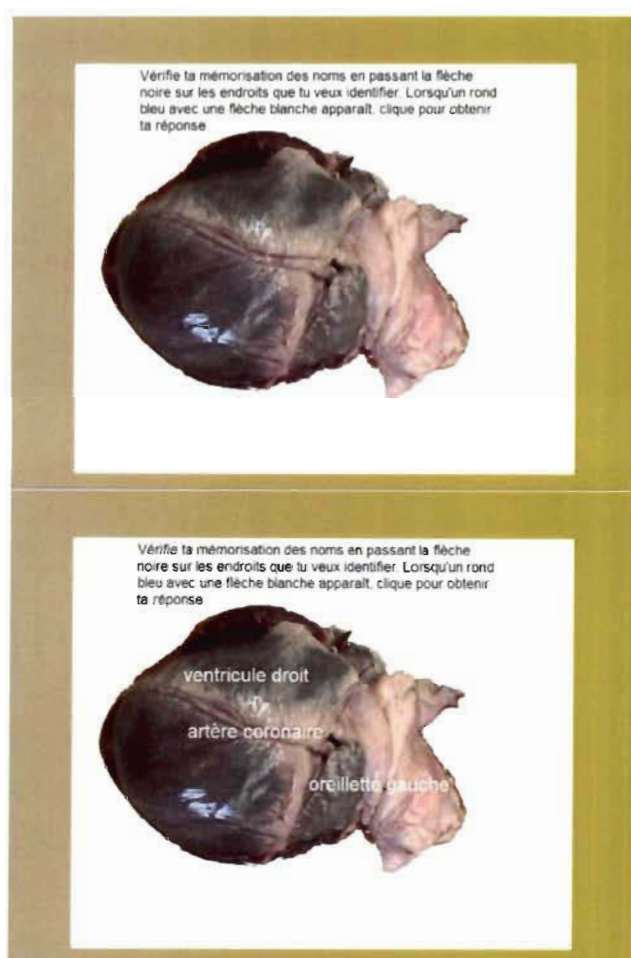 Vérifie ta mémorisation des noms en passant la flèche
noire sur les endroits que tu veux identifier. Lorsqu'un rond
bleu avec une flèche blanche apparaît, clique pour obtenir
ta réponse
Vérifie ta mémorisation des noms en passant la flèche
noire sur les endroits que tu veux identifier. Lorsqu'un rond
bleu avec une flèche blanche apparaît, clique pour obtenir
ta réponse
ventricule droit
artère coronaire
oreillette gauche